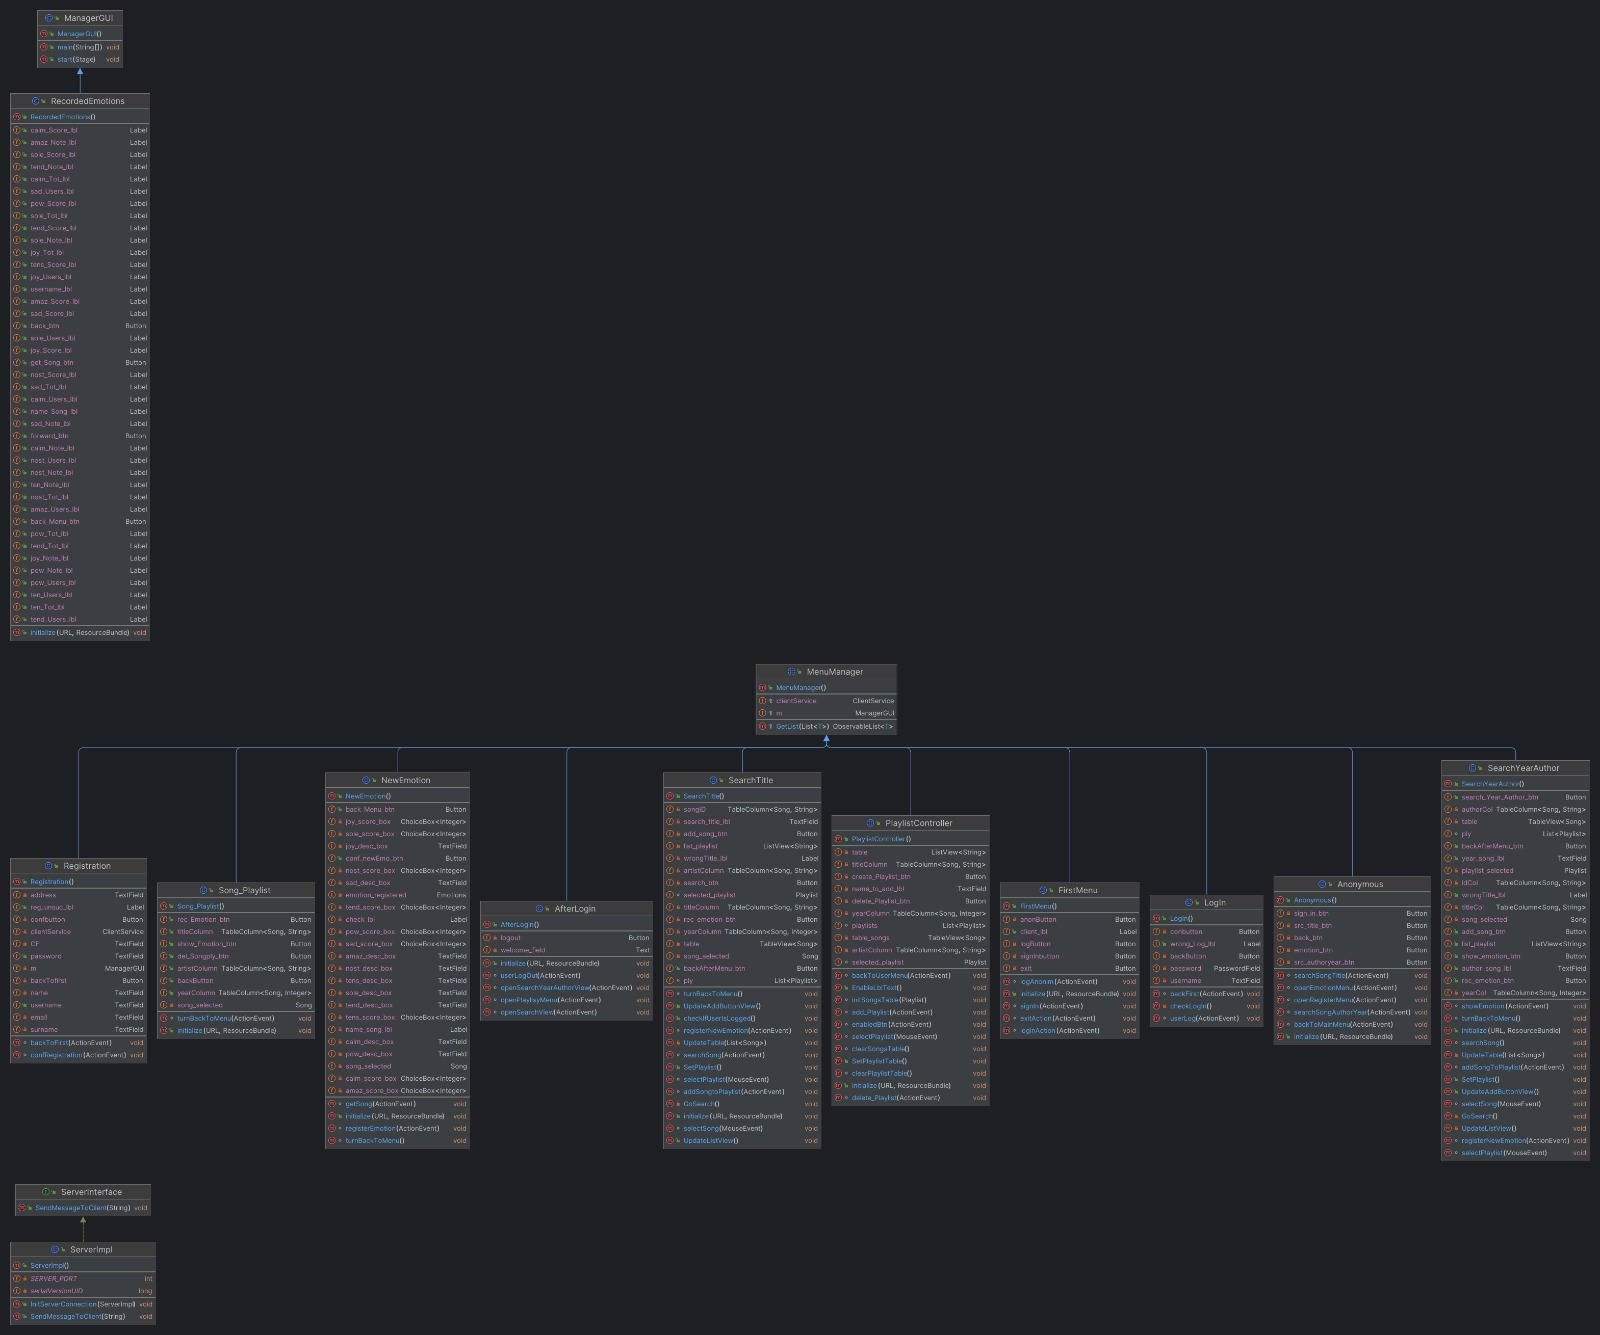 ManagerGUI
ManagerGUI()
main(String[]) void
start(Stage) void
RecordedEmotions
RecordedEmotions()
calm_Score_lbl Label
amaz_Note_lbl Label
sole_Score_lbl Label
tend_Note_lbl Label
calm_Tot_lbl Label
sad_Users_lbl Label
pow_Score_lbl Label
sole_Tot_lbl Label
tend_Score_lbl Label
sole_Note_lbl Label
joy_Tot_lbl Label
tens_Score_lbl Label
joy_Users_lbl Label
username_lbl Label
amaz_Score_lbl Label
sad_Score_lbl Label
back_btn Button
sole_Users_lbl Label
joy_Score_lbl Label
get_Song_btn Button
nost_Score_lbl Label
sad_Tot_lbl Label
calm_Users_lbl Label
name_Song_lbl Label
sad_Note_lbl Label
forward_btn Button
calm_Note_lbl Label
nost_Users_lbl Label
nost_Note_lbl Label
ten_Note_lbl Label
nost_Tot_lbl Label
amaz_Users_lbl Label
back_Menu_btn Button
pow_Tot_lbl Label
tend_Tot_lbl Label
joy_Note_lbl Label
pow_Note_lbl Label
pow_Users_lbl Label
ten_Users_lbl Label
ten_Tot_lbl Label
tend_Users_lbl Label
initialize(URL, ResourceBundle) void
MenuManager
MenuManager()
clientService ClientService
m ManagerGUI
GetList(List<T>) ObservableList<T>
Registration
Registration()
address TextField
reg_unsuc_lbl Label
confbutton Button
clientService ClientService
CF TextField
password TextField
m ManagerGUI
backTofirst Button
name TextField
username TextField
email TextField
surname TextField
backToFirst(ActionEvent) void
confRegistration(ActionEvent) void
Song_Playlist
Song_Playlist()
rec_Emotion_btn Button
titleColumn TableColumn<Song, String>
show_Emotion_btn Button
del_Songply_btn Button
artistColumn TableColumn<Song, String>
backButton Button
yearColumn TableColumn<Song, Integer>
song_selected Song
turnBackToMenu(ActionEvent) void
initialize(URL, ResourceBundle) void
NewEmotion
NewEmotion()
back_Menu_btn Button
joy_score_box ChoiceBox<Integer>
sole_score_box ChoiceBox<Integer>
joy_desc_box TextField
conf_newEmo_btn Button
nost_score_box ChoiceBox<Integer>
sad_desc_box TextField
emotion_registered Emotions
tend_score_box ChoiceBox<Integer>
check_lbl Label
pow_score_box ChoiceBox<Integer>
sad_score_box ChoiceBox<Integer>
amaz_desc_box TextField
nost_desc_box TextField
tens_desc_box TextField
sole_desc_box TextField
tend_desc_box TextField
tens_score_box ChoiceBox<Integer>
name_song_lbl Label
calm_desc_box TextField
pow_desc_box TextField
song_selected Song
calm_score_box ChoiceBox<Integer>
amaz_score_box ChoiceBox<Integer>
getSong(ActionEvent) void
initialize(URL, ResourceBundle) void
registerEmotion(ActionEvent) void
turnBackToMenu() void
AfterLogin
AfterLogin()
logout Button
welcome_field Text
initialize(URL, ResourceBundle) void
userLogOut(ActionEvent) void
openSearchYearAuthorView(ActionEvent) void
openPlaylisyMenu(ActionEvent) void
openSearchView(ActionEvent) void
SearchTitle
SearchTitle()
songID TableColumn<Song, String>
search_title_lbl TextField
add_song_btn Button
list_playlist ListView<String>
wrongTitle_lbl Label
artistColumn TableColumn<Song, String>
search_btn Button
selected_playlist Playlist
titleColumn TableColumn<Song, String>
rec_emotion_btn Button
yearColumn TableColumn<Song, Integer>
table TableView<Song>
song_selected Song
backAfterMenu_btn Button
ply List<Playlist>
turnBackToMenu() void
UpdateAddButtonView() void
checkIfUserIsLogged() void
registerNewEmotion(ActionEvent) void
UpdateTable(List<Song>) void
searchSong(ActionEvent) void
SetPlaylist() void
selectPlaylist(MouseEvent) void
addSongtoPlaylist(ActionEvent) void
GoSearch() void
initialize(URL, ResourceBundle) void
selectSong(MouseEvent) void
UpdateListView() void
PlaylistController
PlaylistController()
table ListView<String>
titleColumn TableColumn<Song, String>
create_Playlist_btn Button
name_to_add_lbl TextField
delete_Playlist_btn Button
yearColumn TableColumn<Song, Integer>
playlists List<Playlist>
table_songs TableView<Song>
artistColumn TableColumn<Song, String>
selected_playlist Playlist
backToUserMenu(ActionEvent) void
EnableLblText() void
initSongsTable(Playlist) void
add_Playlist(ActionEvent) void
enabledBtn(ActionEvent) void
selectPlaylist(MouseEvent) void
clearSongsTable() void
SetPlaylistTable() void
clearPlaylistTable() void
initialize(URL, ResourceBundle) void
delete_Playlist(ActionEvent) void
FirstMenu
FirstMenu()
anonButton Button
client_lbl Label
logButton Button
signInbutton Button
exit Button
logAnonim(ActionEvent) void
initialize(URL, ResourceBundle) void
signIn(ActionEvent) void
exitAction(ActionEvent) void
loginAction(ActionEvent) void
Login
Login()
conbutton Button
wrong_Log_lbl Label
backButton Button
password PasswordField
username TextField
backFirst(ActionEvent) void
checkLogin() void
userLog(ActionEvent) void
Anonymous
Anonymous()
sign_in_btn Button
src_title_btn Button
back_btn Button
emotion_btn Button
src_authoryear_btn Button
searchSongTitle(ActionEvent) void
openEmotionMenu(ActionEvent) void
openRegisterMenu(ActionEvent) void
searchSongAuthorYear(ActionEvent) void
backToMainMenu(ActionEvent) void
initialize(URL, ResourceBundle) void
SearchYearAuthor
SearchYearAuthor()
search_Year_Author_btn Button
authorCol TableColumn<Song, String>
table TableView<Song>
ply List<Playlist>
backAfterMenu_btn Button
year_song_lbl TextField
playlist_selected Playlist
idCol TableColumn<Song, String>
wrongTitle_lbl Label
titleCol TableColumn<Song, String>
song_selected Song
add_song_btn Button
list_playlist ListView<String>
show_emotion_btn Button
author_song_lbl TextField
rec_emotion_btn Button
yearCol TableColumn<Song, Integer>
showEmotion(ActionEvent) void
turnBackToMenu() void
initialize(URL, ResourceBundle) void
searchSong() void
UpdateTable(List<Song>) void
addSongToPlaylist(ActionEvent) void
SetPlaylist() void
UpdateAddButtonView() void
selectSong(MouseEvent) void
GoSearch() void
UpdateListView() void
registerNewEmotion(ActionEvent) void
selectPlaylist(MouseEvent) void
ServerInterface
SendMessageToClient(String) void
ServerImpl
ServerImpl()
SERVER_PORT int
serialVersionUID long
InitServerConnection(ServerImpl) void
SendMessageToClient(String) void